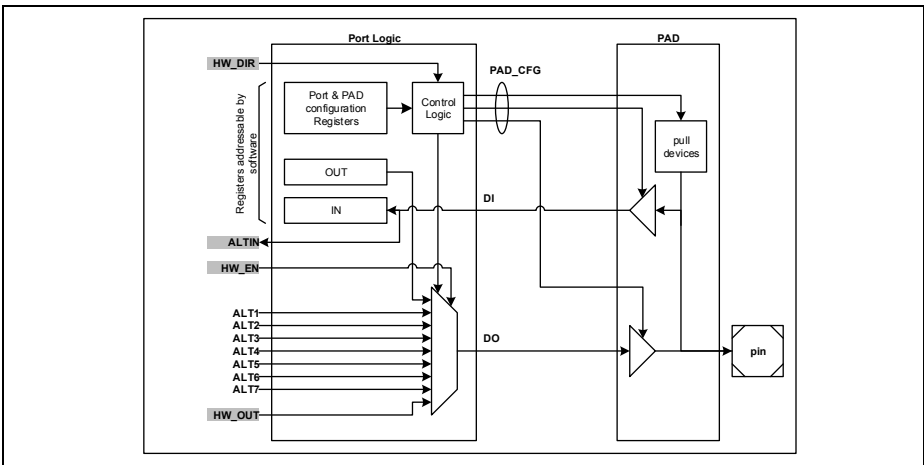 Port Logic
PAD
HW_DIR
PAD_CFG
Port & PAD
configuration
Registers
Control
Logic
Registers addressable by
software
pull
devices
OUT
IN
DI
ALTIN
HW_EN
ALT1
ALT2
ALT3
ALT4
ALT5
ALT6
ALT7
DO
pin
HW_OUT